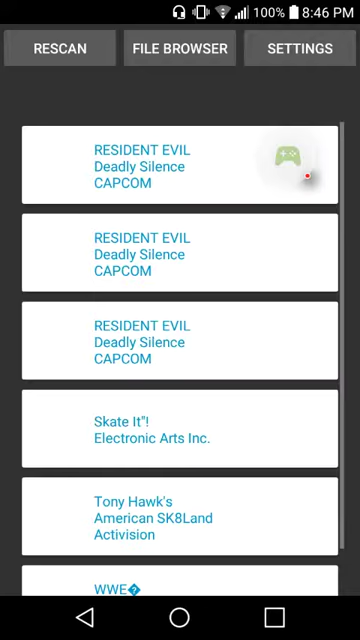 100% 8:46 PM
RESCAN FILE BROWSER SETTINGS
RESIDENT EVIL
Deadly Silence
CAPCOM
RESIDENT EVIL
Deadly Silence
CAPCOM
RESIDENT EVIL
Deadly Silence
CAPCOM
Skate It"!
Electronic Arts Inc.
Tony Hawk's
American SK8Land
Activision
WWE�